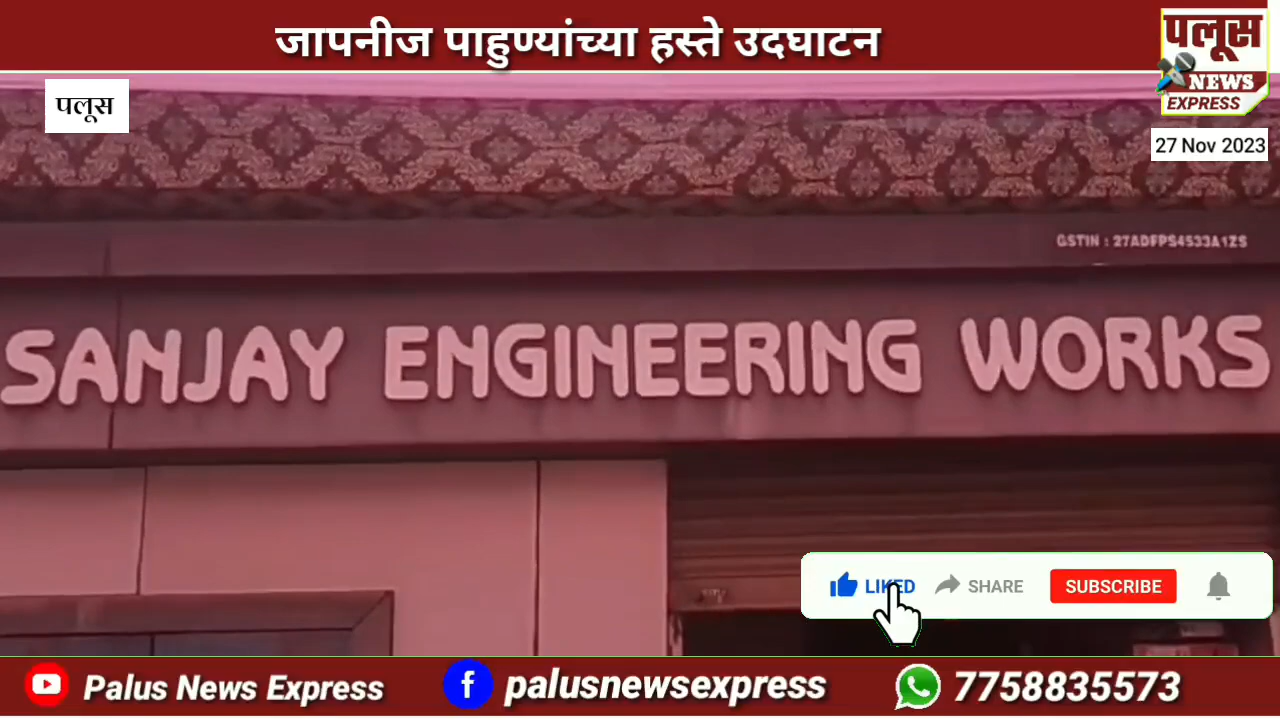 जापनीज पाहुण्यांच्या हस्ते उदघाटन
पलूस
NEWS
EXPRESS
पलूस
27 Nov 2023
GSTIN : 27ADFPS4533A1ZS
SANJAY ENGINEERING WORKS
LIKED SHARE SUBSCRIBE
Palus News Express palusnewsexpress 7758835573